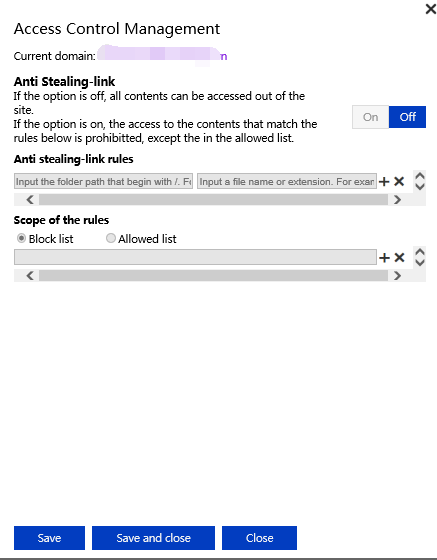 Access Control Management
Current domain: n
Anti Stealing-link
If the option is off, all contents can be accessed out of the
site.
If the option is on, the access to the contents that match the
rules below is prohibitted, except the in the allowed list.
On Off
Anti stealing-link rules
Input the folder path that begin with /. Input a file name or extension. For exar
Scope of the rules
Block list Allowed list
Save Save and close Close